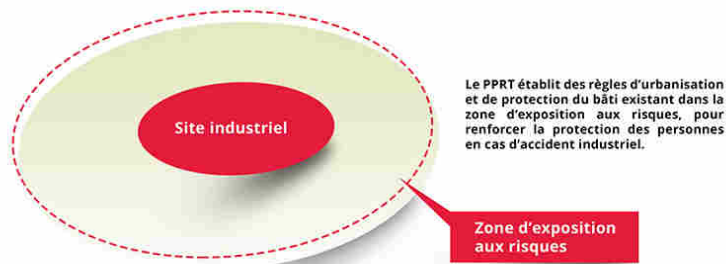 Site industriel
Le PPRT établit des règles d'urbanisation
et de protection du bâti existant dans la
zone d'exposition aux risques, pour
renforcer la protection des personnes
en cas d'accident industriel.
Zone d'exposition
aux risques